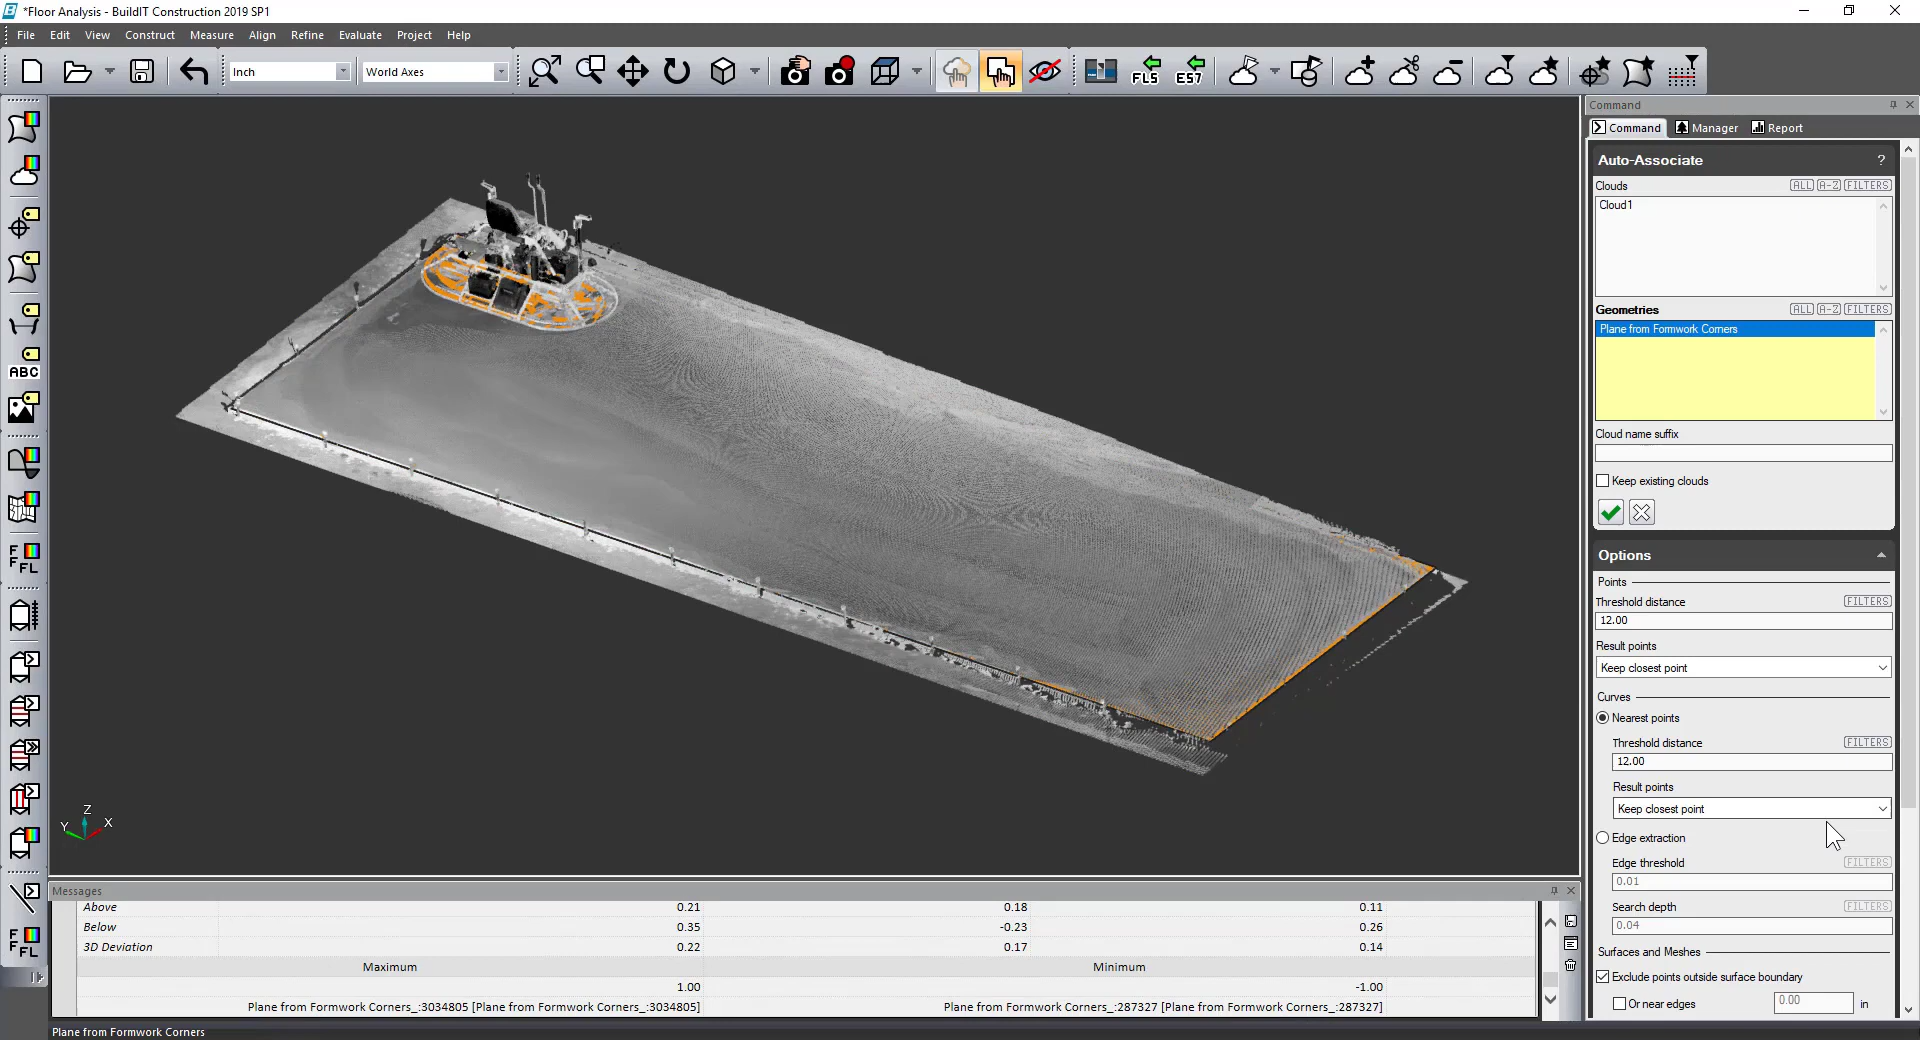 *Floor Analysis - BuildIT Construction 2019 SP1
File Edit View Construct Measure Align Refine Evaluate Project Help
Inch World Axes FLS ES7
Command
Command Manager Report
Auto-Associate ?
Clouds ALL A-Z FILTERS
Cloud1
Geometries ALL A-Z FILTERS
Plane from Formwork Corners
Cloud name suffix
Keep existing clouds
Options
Points
Threshold distance FILTERS
12.00
Result points
Keep closest point
Curves
Nearest points
Threshold distance FILTERS
12.00
Result points
Keep closest point
Edge extraction
Edge threshold FILTERS
0.01
Search depth FILTERS
0.04
Surfaces and Meshes
Exclude points outside surface boundary
Or near edges 0.00 in
ABC
F F FL
F F FL
Z
Y X
Messages
Above 0.21 0.18 0.11
Below 0.35 -0.23 0.26
3D Deviation 0.22 0.17 0.14
Maximum Minimum
1.00 -1.00
Plane from Formwork Corners_:3034805 [Plane from Formwork Corners_:3034805] Plane from Formwork Corners_:287327 [Plane from Formwork Corners_:287327]
Plane from Formwork Corners